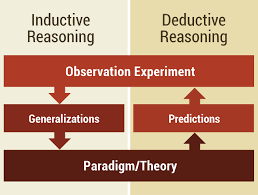 Inductive
Reasoning
Deductive
Reasoning
Observation Experiment
Generalizations
Predictions
Paradigm/Theory